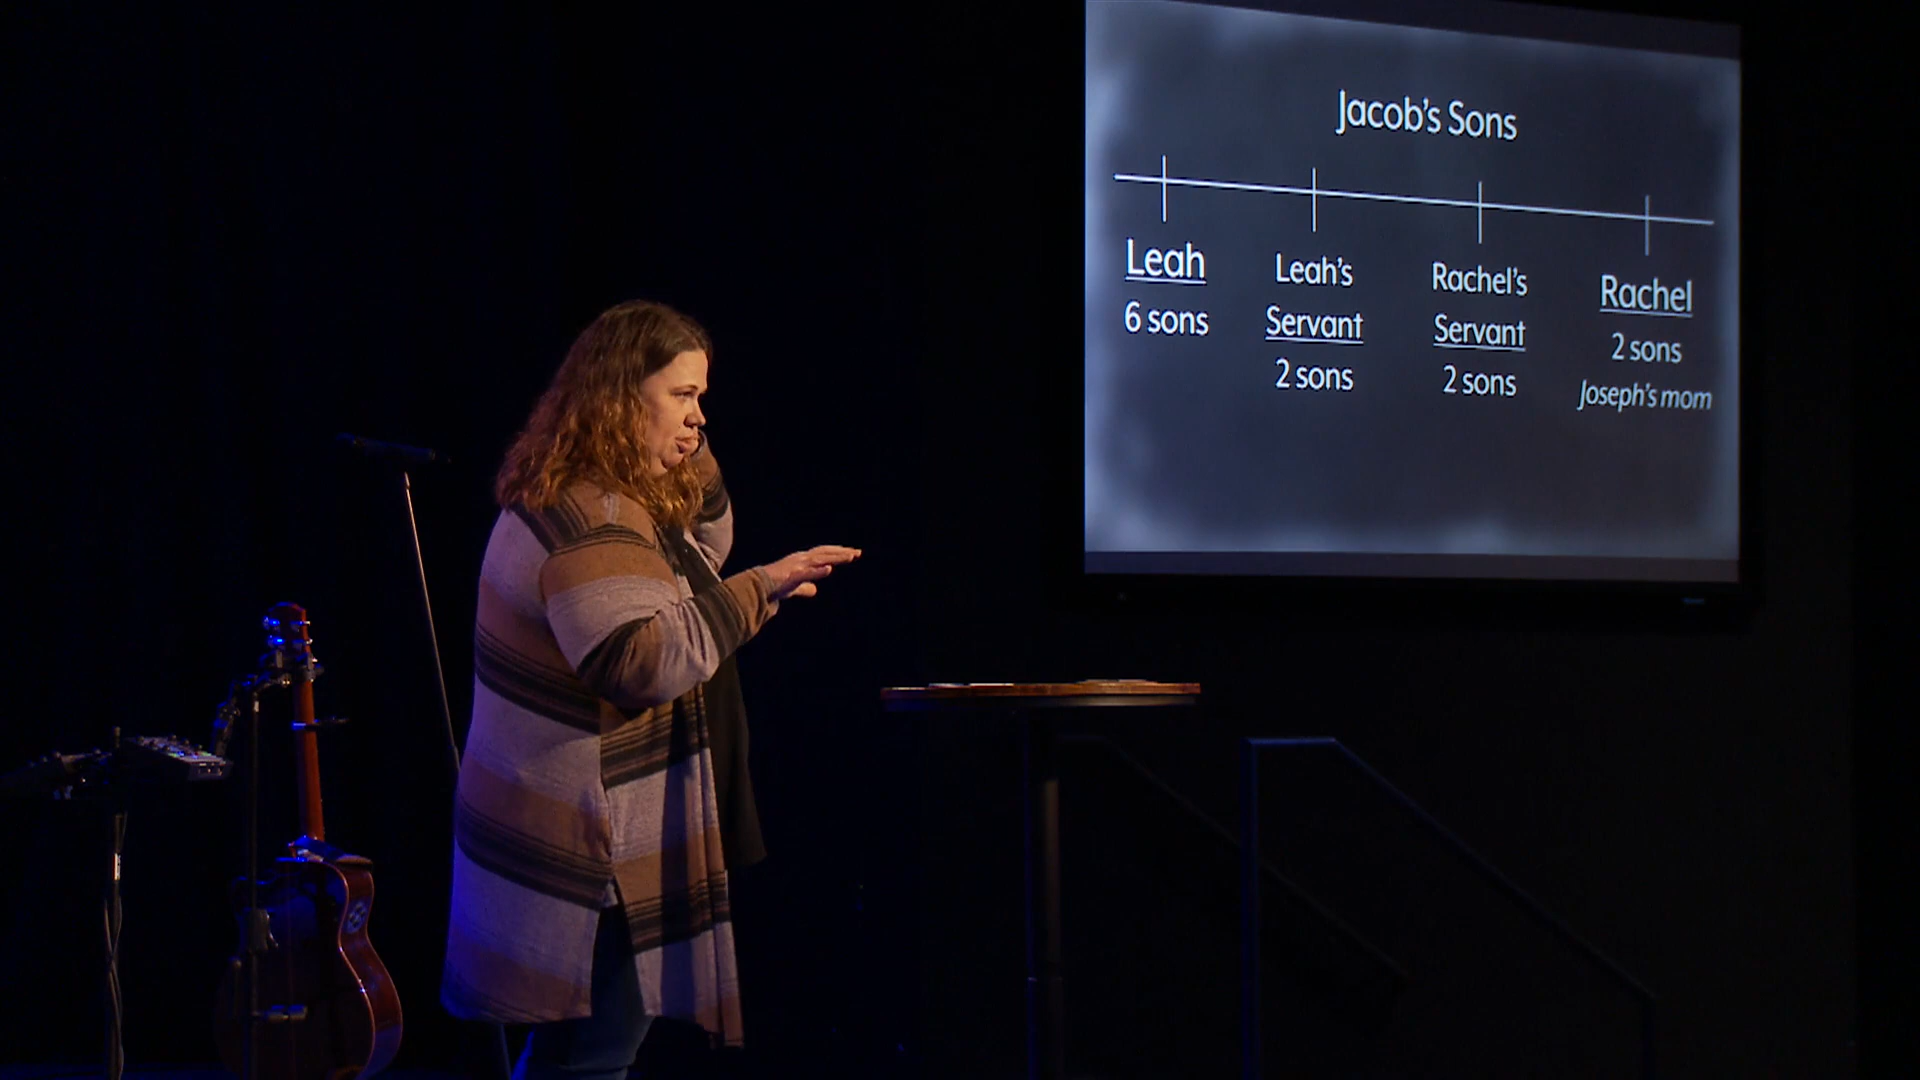 Jacob's Sons
Leah
6 sons
Leah's
Servant
2 sons
Rachel's
Servant
2 sons
Rachel
2 sons
Joseph's mom